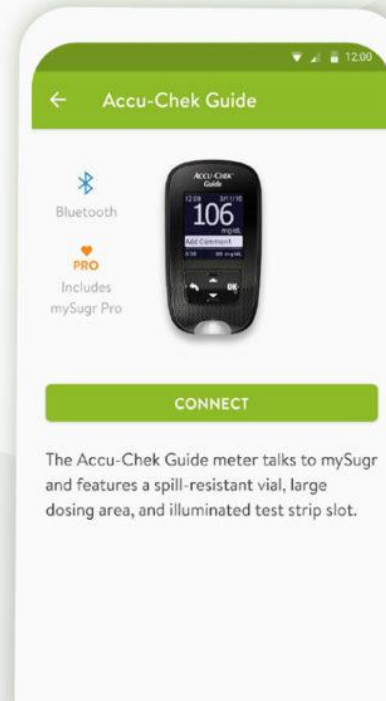 12:00
Accu-Chek Guide
Bluetooth
PRO
Includes
mySugr Pro
ACCU-CHEK
Guide
106
mg/dL
Add Comment
OK
CONNECT
The Accu-Chek Guide meter talks to mySugr
and features a spill-resistant vial, large
dosing area, and illuminated test strip slot.